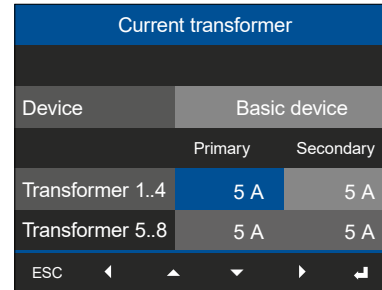 Current transformer
Device Basic device
Primary Secondary
Transformer 1..4 5 A 5 A
Transformer 5..8 5 A 5 A
ESC